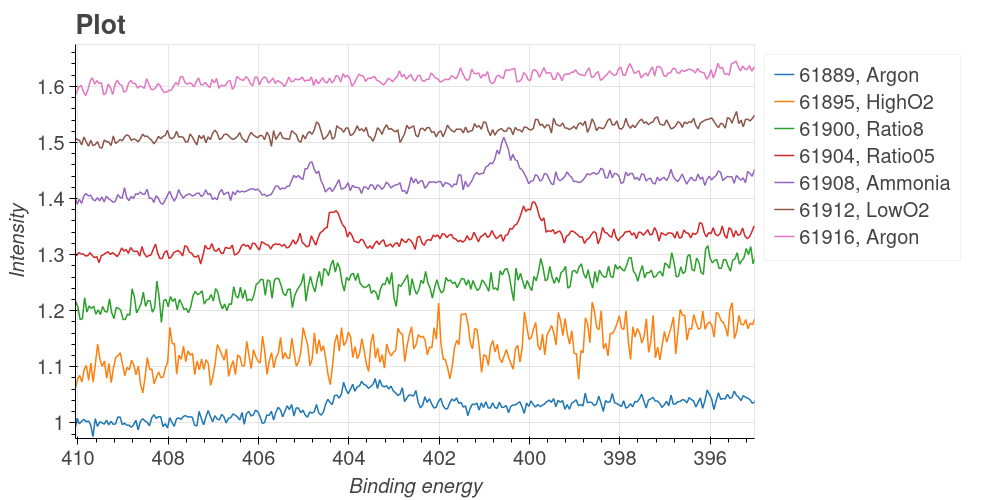 Plot
Intensity
1.6
1.5
1.4
1.3
1.2
1.1
1
410 408 406 404 402 400 398 396
Binding energy
61889, Argon
61895, HighO2
61900, Ratio8
61904, Ratio05
61908, Ammonia
61912, LowO2
61916, Argon